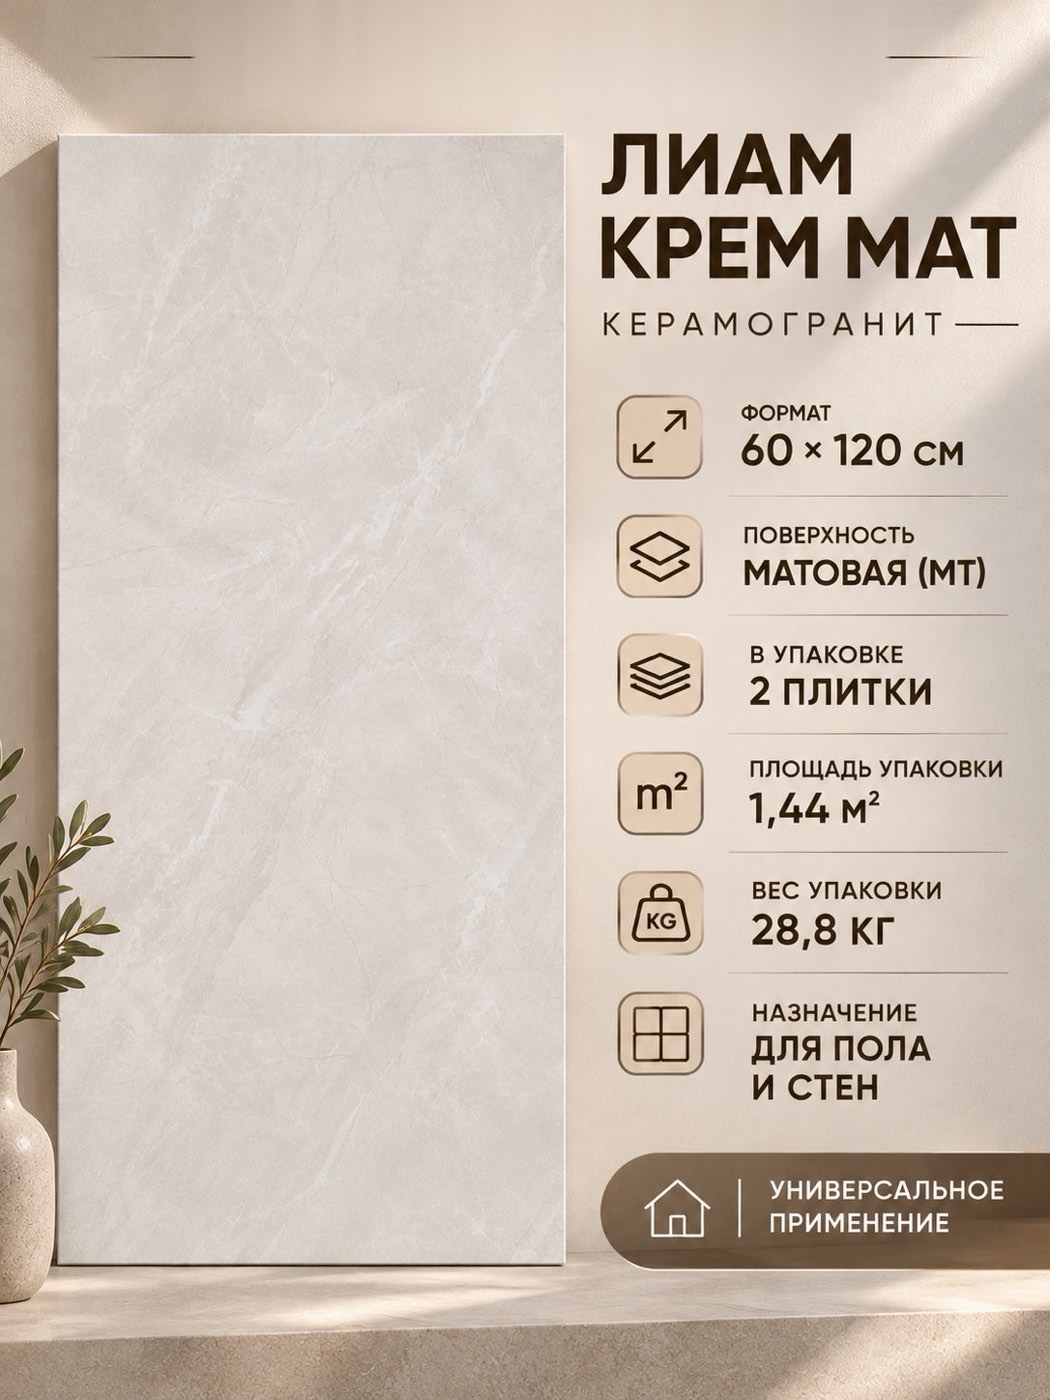 ЛИАМ
КРЕМ МАТ
КЕРАМОГРАНИТ
ФОРМАТ
60 × 120 СМ
ПОВЕРХНОСТЬ
МАТОВАЯ (МТ)
В УПАКОВКЕ
2 ПЛИТКИ
m²
ПЛОЩАДЬ УПАКОВКИ
1,44 м²
KG
ВЕС УПАКОВКИ
28,8 КГ
НАЗНАЧЕНИЕ
ДЛЯ ПОЛА
И СТЕН
УНИВЕРСАЛЬНОЕ
ПРИМЕНЕНИЕ